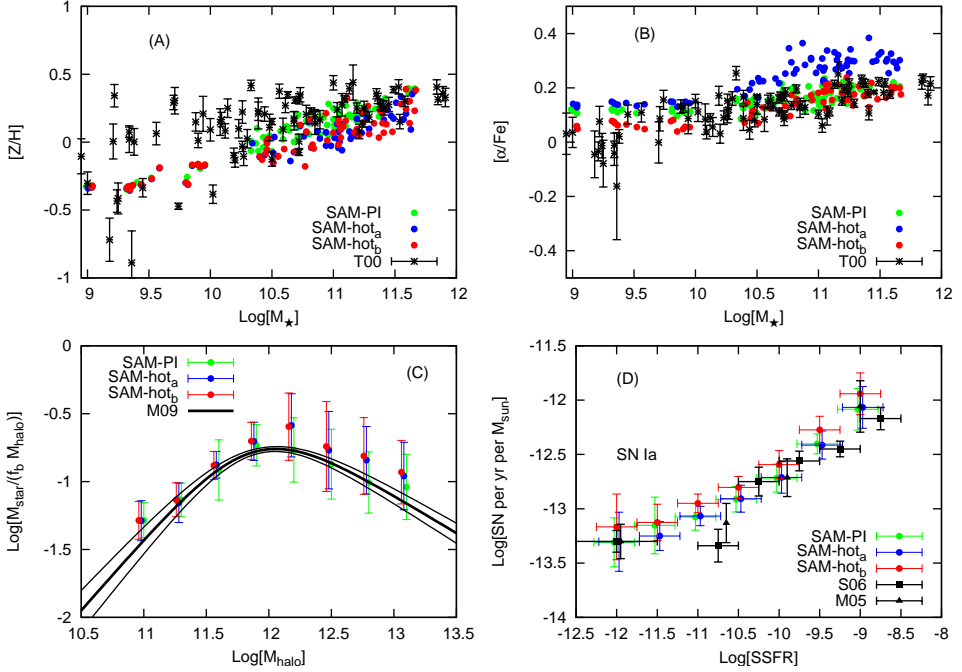 (A)
[Z/H]
1
0.5
0
-0.5
-1
SAM-PI
SAM-hot_a
SAM-hot_b
T00
9
9.5
10
10.5
11
11.5
12
Log[M★]
(B)
[α/Fe]
0.4
0.2
0
0.2
-0.4
SAM-PI
SAM-hot_a
SAM-hot_b
T00
9
9.5
10
10.5
11
11.5
12
Log[M★]
(C)
Log[M_star/(f_b M_halo)]
0
-0.5
-1
-1.5
-2
SAM-PI
SAM-hot_a
SAM-hot_b
M09
10.5
11
11.5
12
12.5
13
13.5
Log[M_halo]
(D)
SN Ia
Log[SN per yr per M_sun]
-11.5
-12
-12.5
-13
-13.5
-14
SAM-PI
SAM-hot_a
SAM-hot_b
S06
M05
-12.5
-12
-11.5
-11
-10.5
-10
-9.5
-9
-8.5
-8
Log[SSFR]